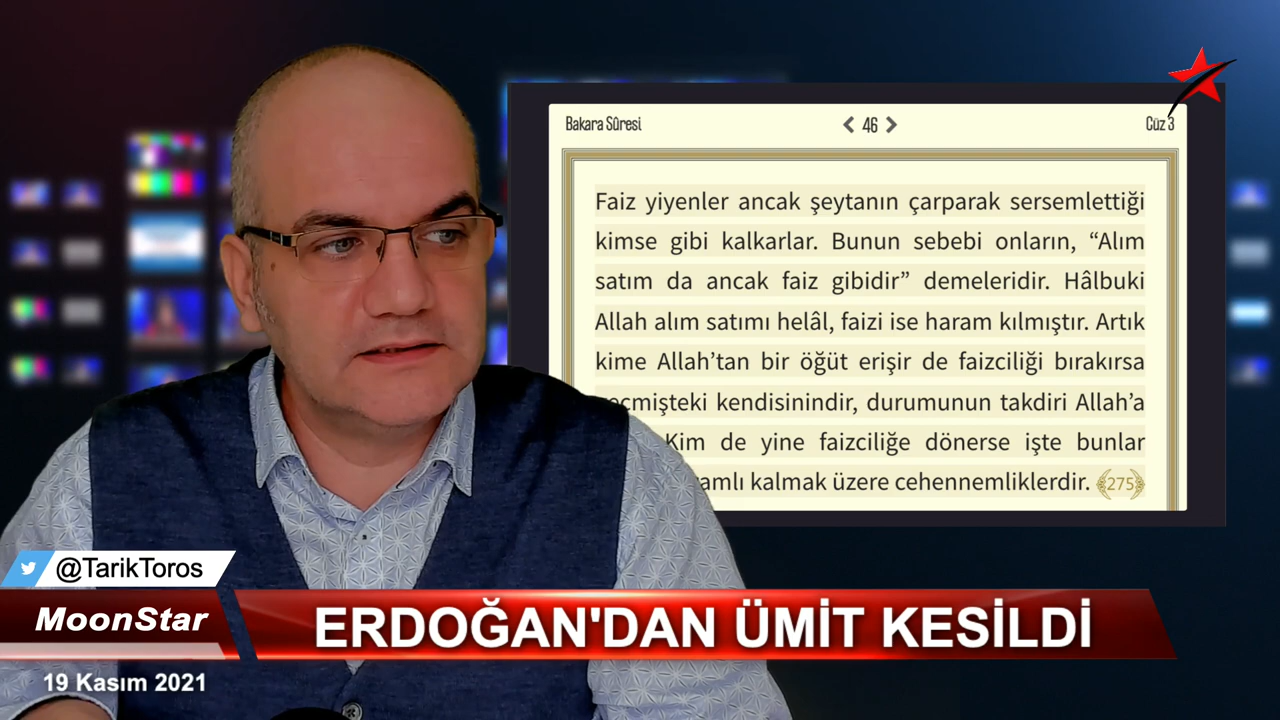 Bakara Sûresi
46
Cüz 3
Faiz yiyenler ancak şeytanın çarparak sersemlettiği
kimse gibi kalkarlar. Bunun sebebi onların, “Alım
satım da ancak faiz gibidir” demeleridir. Hâlbuki
Allah alım satımı helâl, faizi ise haram kılmıştır. Artık
kime Allah’tan bir öğüt erişir de faizciliği bırakırsa
kendisinindir, durumunun takdiri Allah’a
Kim de yine faizciliğe dönerse işte bunlar
kalmak üzere cehennemliklerdir. 275
@TarikToros
MoonStar
ERDOĞAN'DAN ÜMİT KESİLDİ
19 Kasım 2021